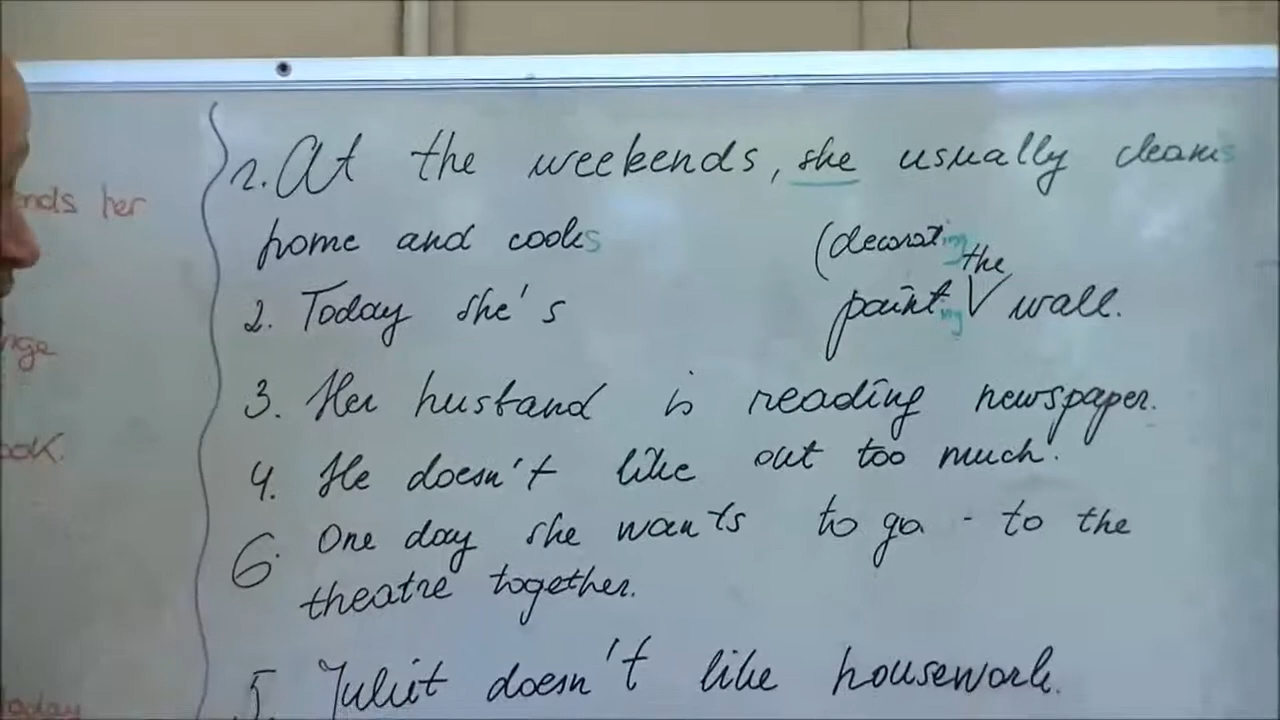 nds her
nge
ook.
oday
1. At the weekends, she usually cleans
home and cooks
(decorating
2. Today she's painting V the wall.
3. Her husband is reading newspaper.
4. He doesn't like out too much.
6. One day she wants to go - to the
theatre together.
5. Juliet doesn't like housework.